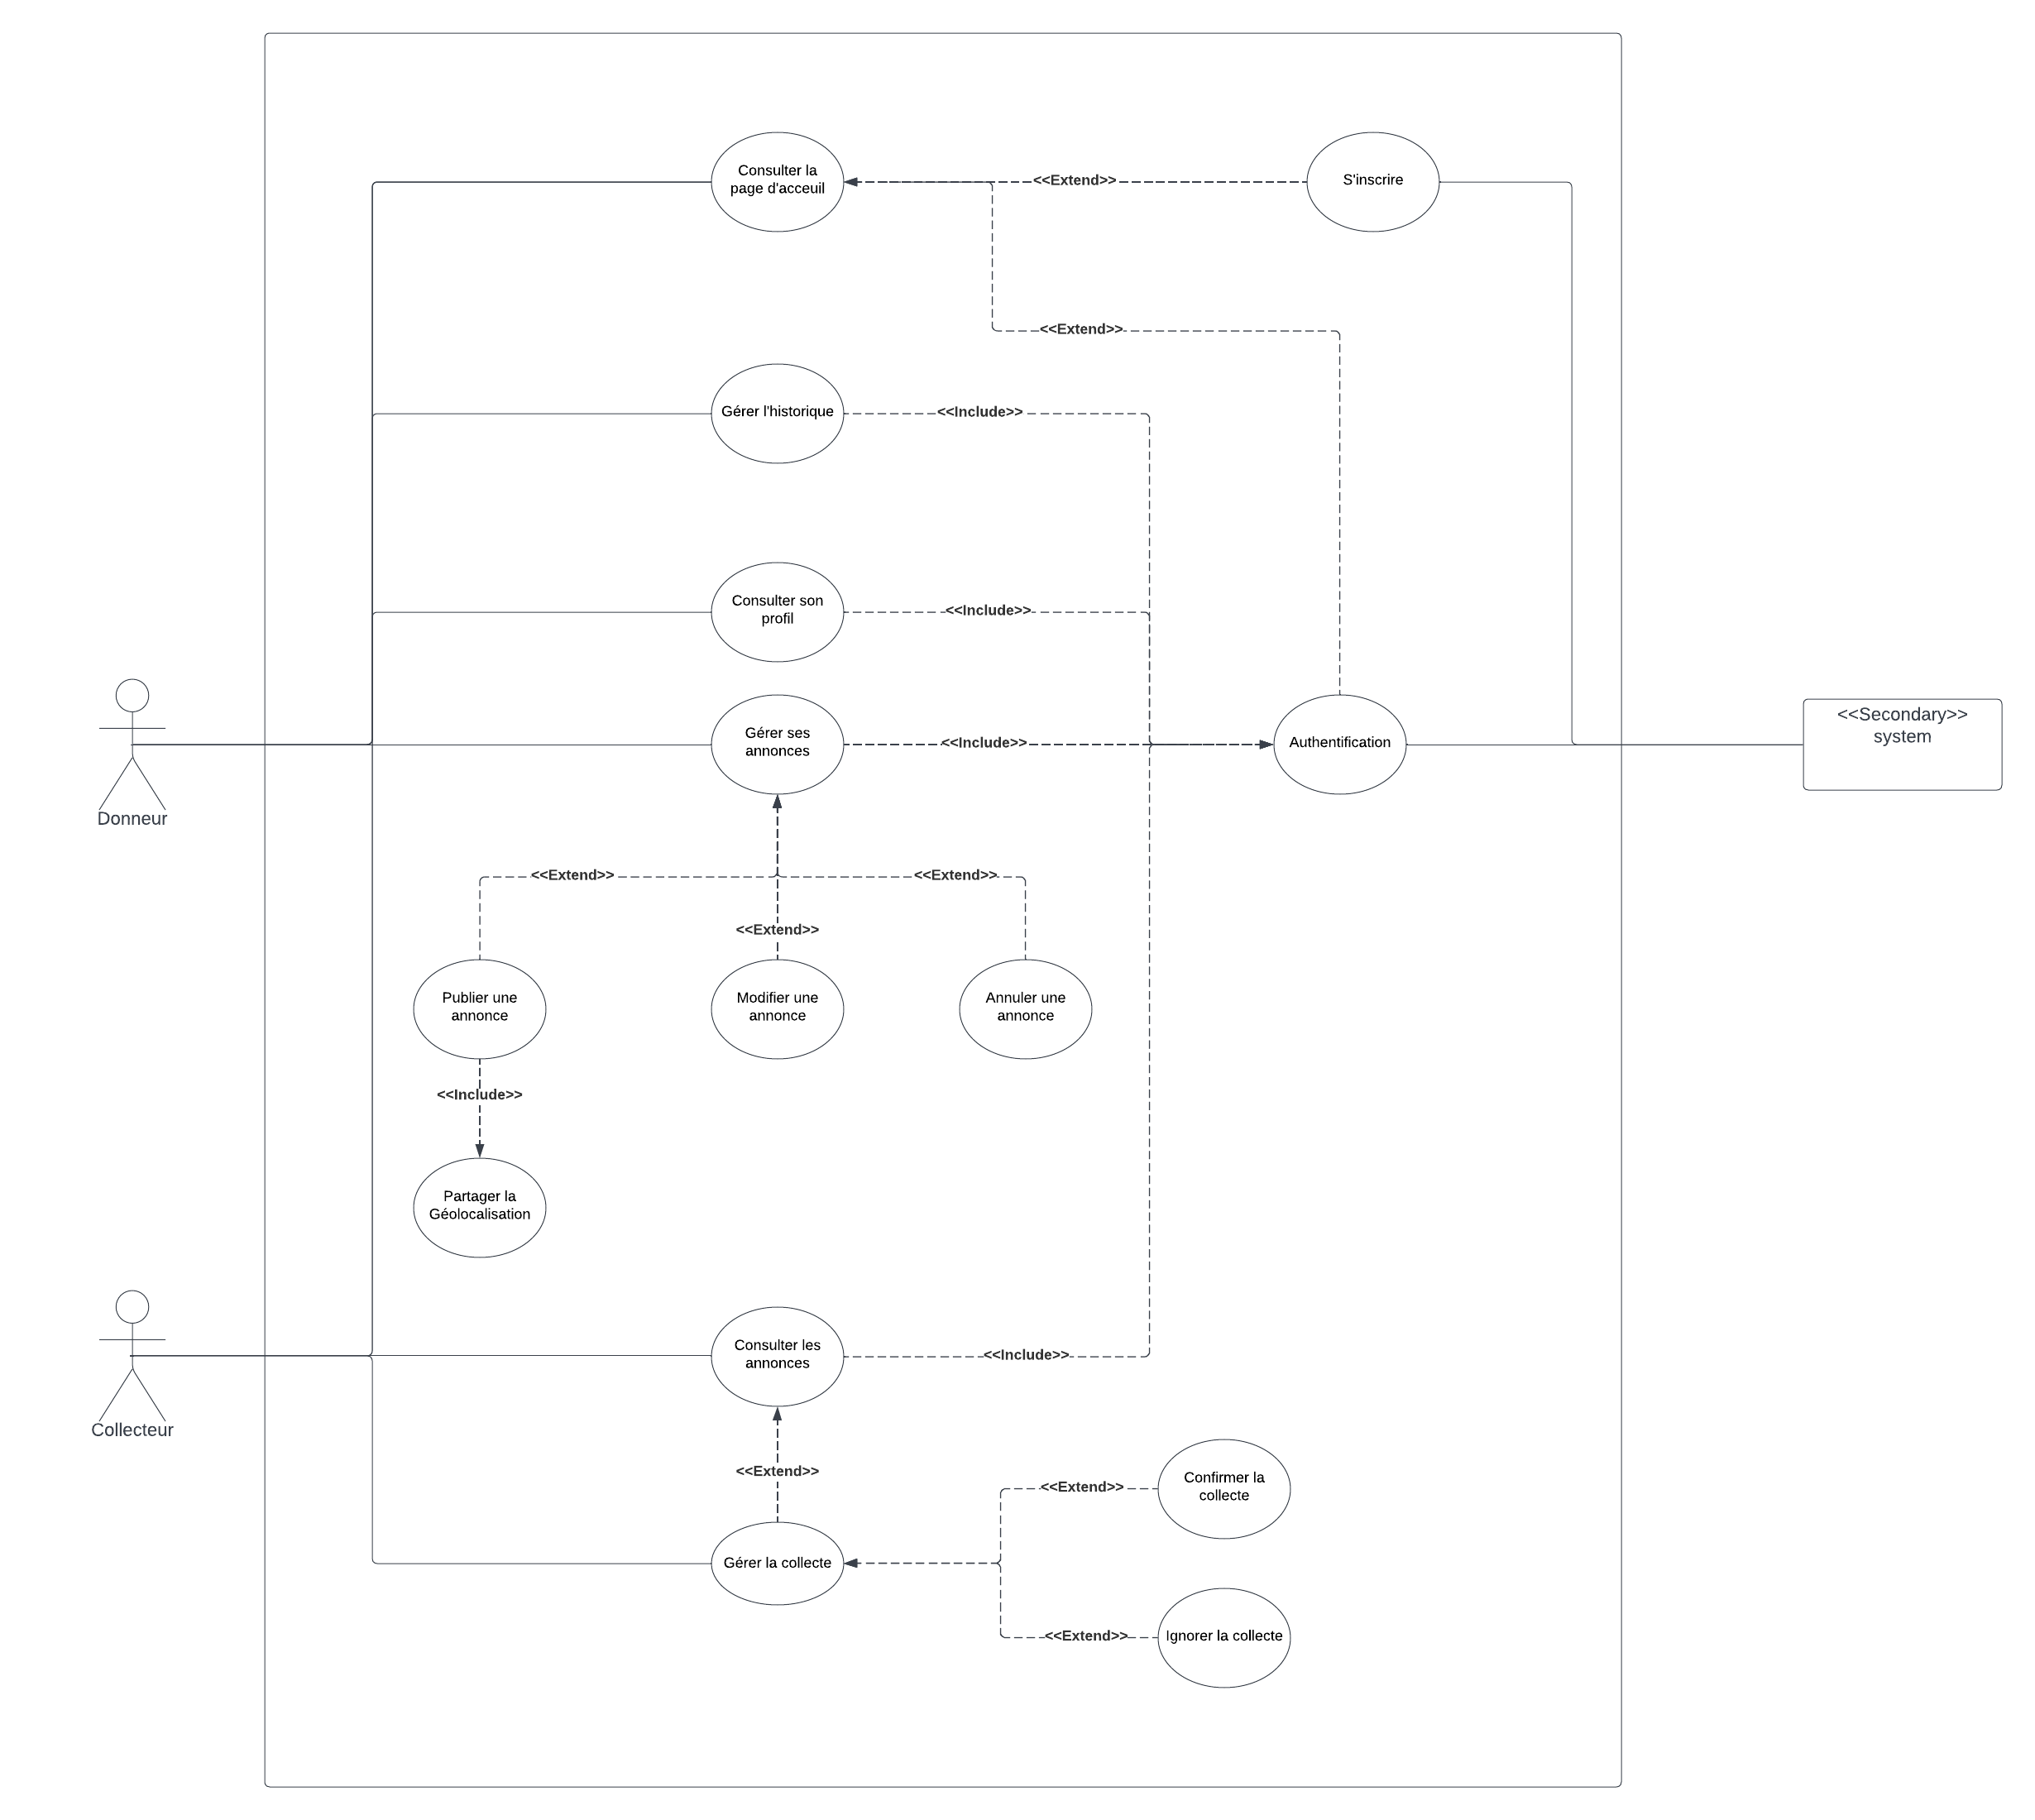 Consulter la
page d'acceuil
<<Extend>>
S'inscrire
<<Extend>>
Gérer l'historique
<<Include>>
Consulter son
profil
<<Include>>
Donneur
Gérer ses
annonces
<<Include>>
Authentification
<<Secondary>>
system
<<Extend>>
<<Extend>>
<<Extend>>
Publier une
annonce
Modifier une
annonce
Annuler une
annonce
<<Include>>
Partager la
Géolocalisation
Collecteur
Consulter les
annonces
<<Include>>
<<Extend>>
Gérer la collecte
<<Extend>>
Confirmer la
collecte
<<Extend>>
Ignorer la collecte